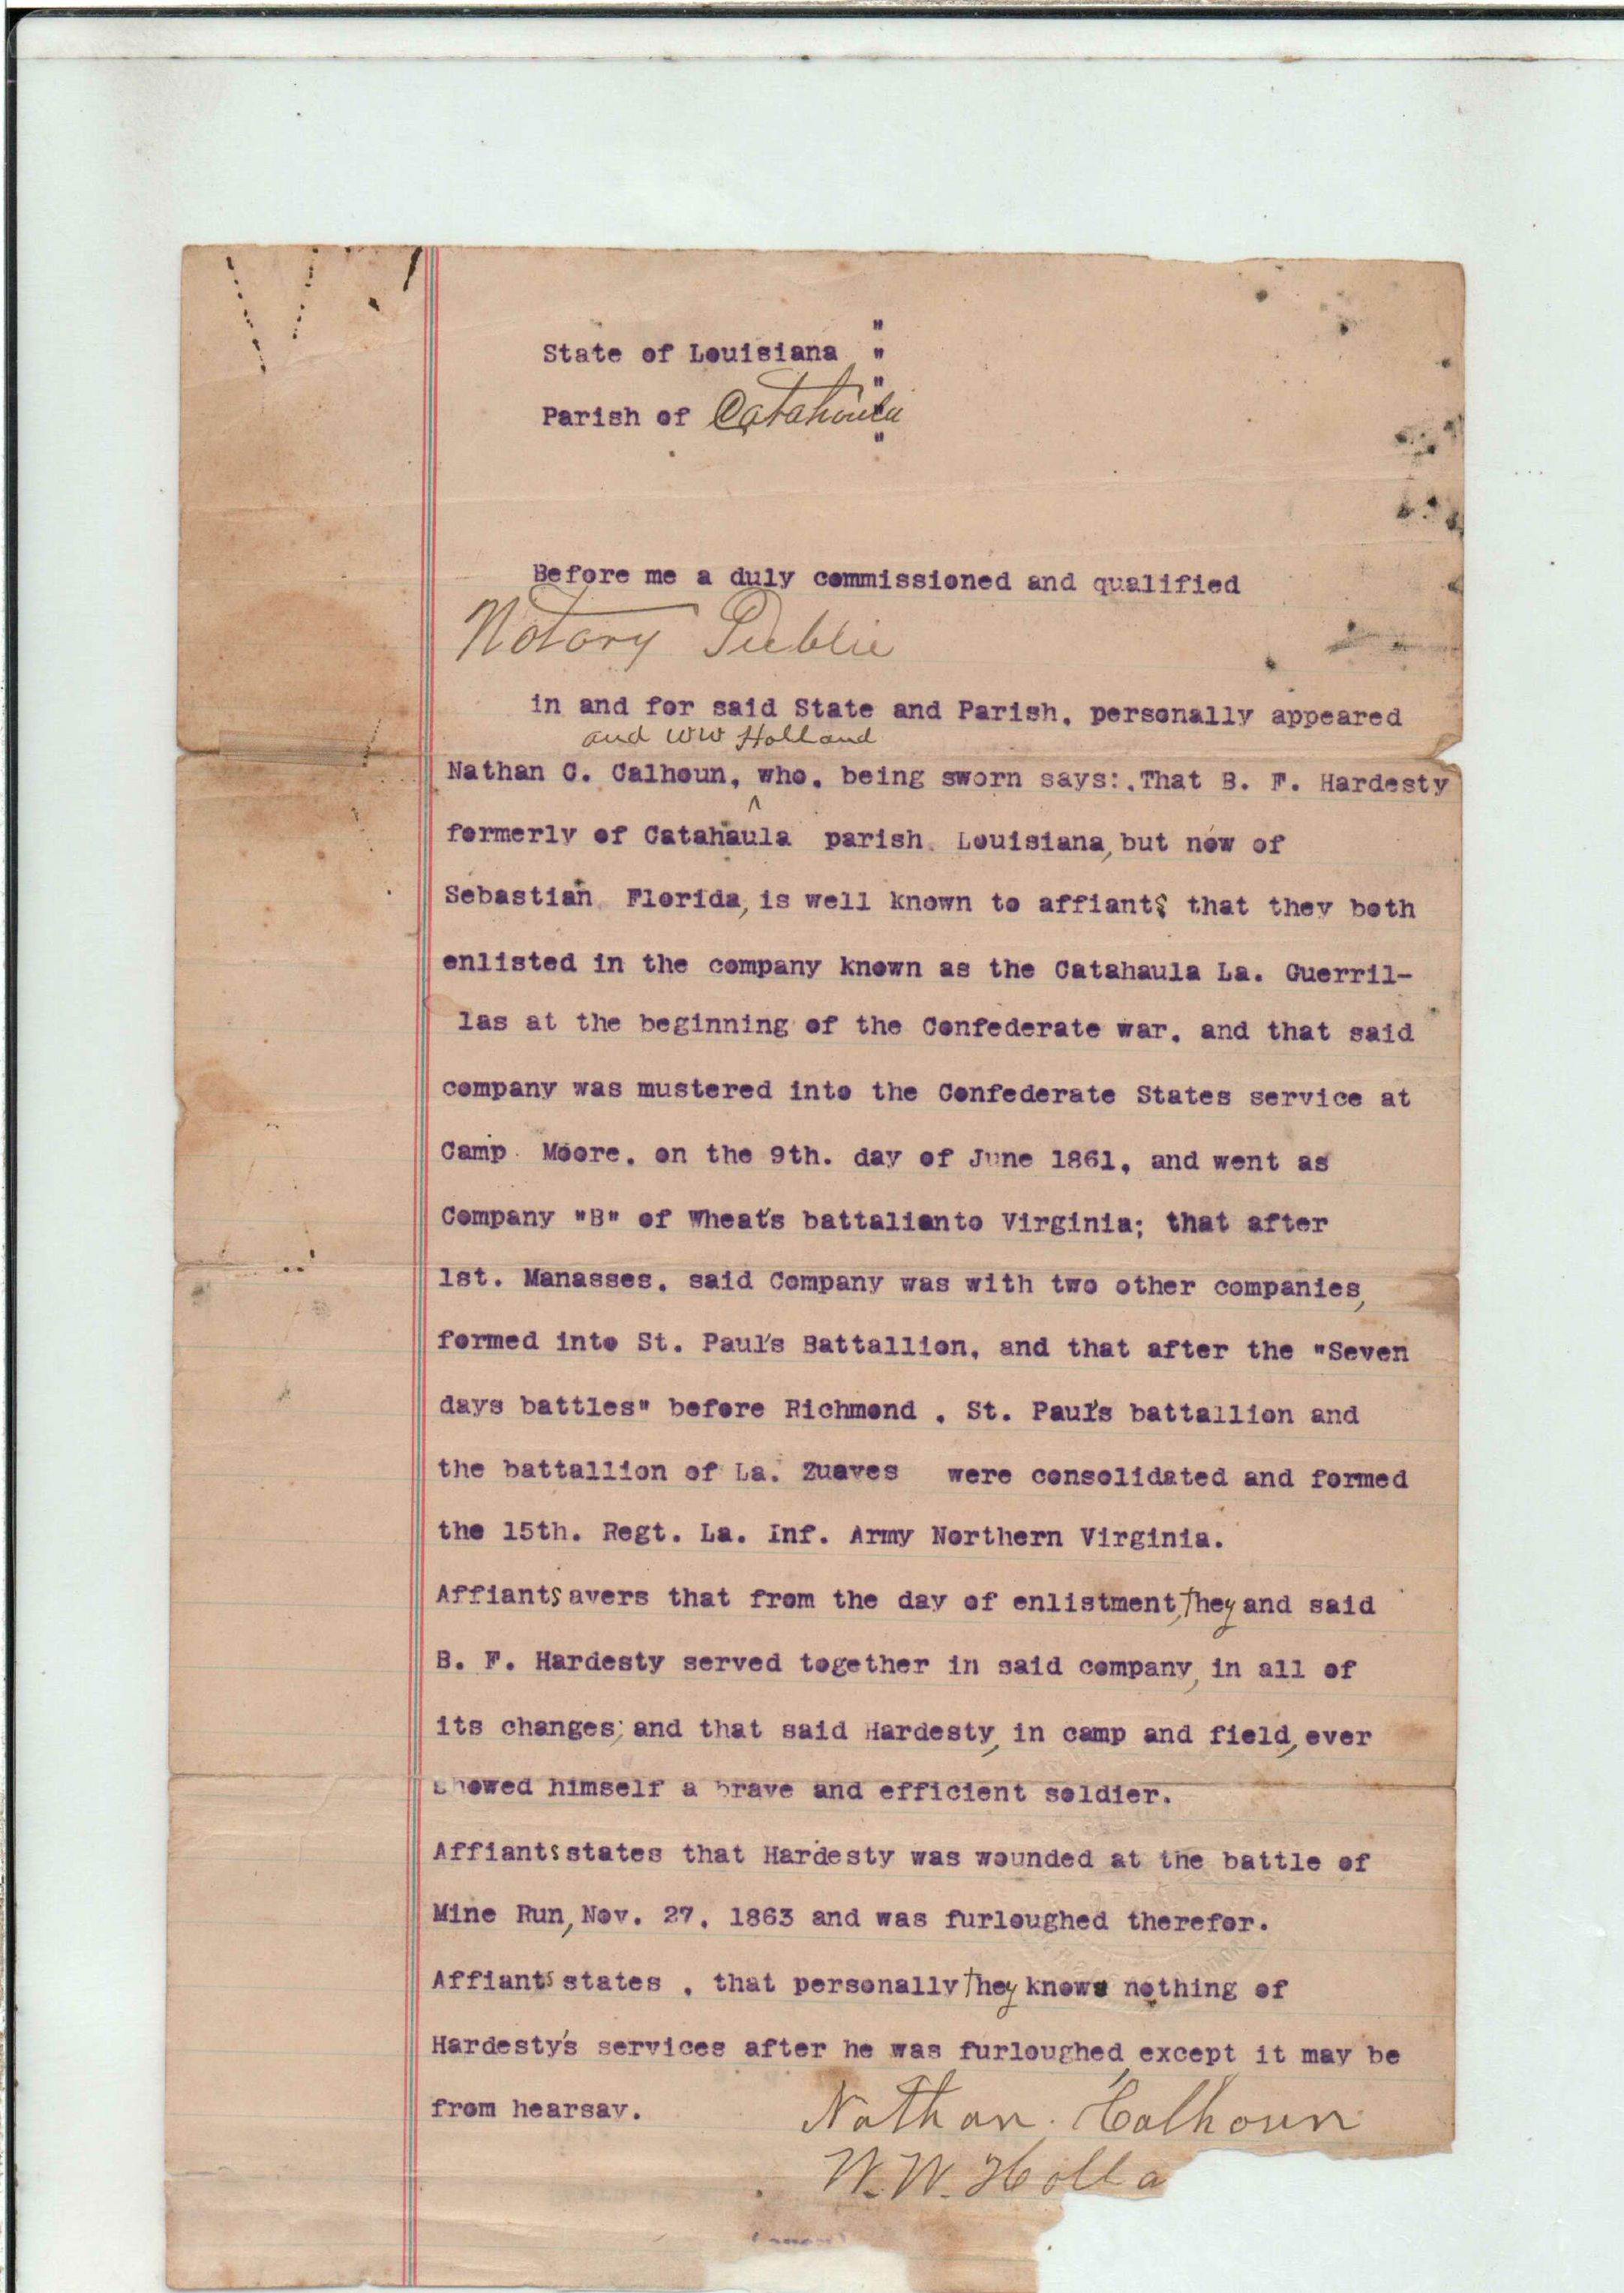 State of Louisiana "
"
"
Parish of Catahoula
"
Before me a duly commissioned and qualified
Notary Public
in and for said State and Parish, personally appeared
and WW Holland
Nathan C. Calhoun, who, being sworn says: That B. F. Hardesty
^
formerly of Catahaula parish, Louisiana, but now of
Sebastian, Florida, is well known to affiants that they both
enlisted in the company known as the Catahaula La. Guerril-
las at the beginning of the Confederate war, and that said
company was mustered into the Confederate States service at
Camp Moore, on the 9th. day of June 1861, and went as
Company "B" of Wheat's battalionto Virginia; that after
1st. Manasses, said Company was with two other companies,
formed into St. Paul's Battallion, and that after the "Seven
days battles" before Richmond , St. Paul's battallion and
the battallion of La. Zuaves were consolidated and formed
the 15th. Regt. La. Inf. Army Northern Virginia.
Affiants avers that from the day of enlistment, They and said
B. F. Hardesty served together in said company, in all of
its changes; and that said Hardesty, in camp and field, ever
showed himself a brave and efficient soldier.
Affiants states that Hardesty was wounded at the battle of
Mine Run, Nov. 27, 1863 and was furloughed therefor.
Affiants states , that personally They knows nothing of
Hardesty's services after he was furloughed, except it may be
from hearsay.
Nathan Calhoun
W. W. Holla